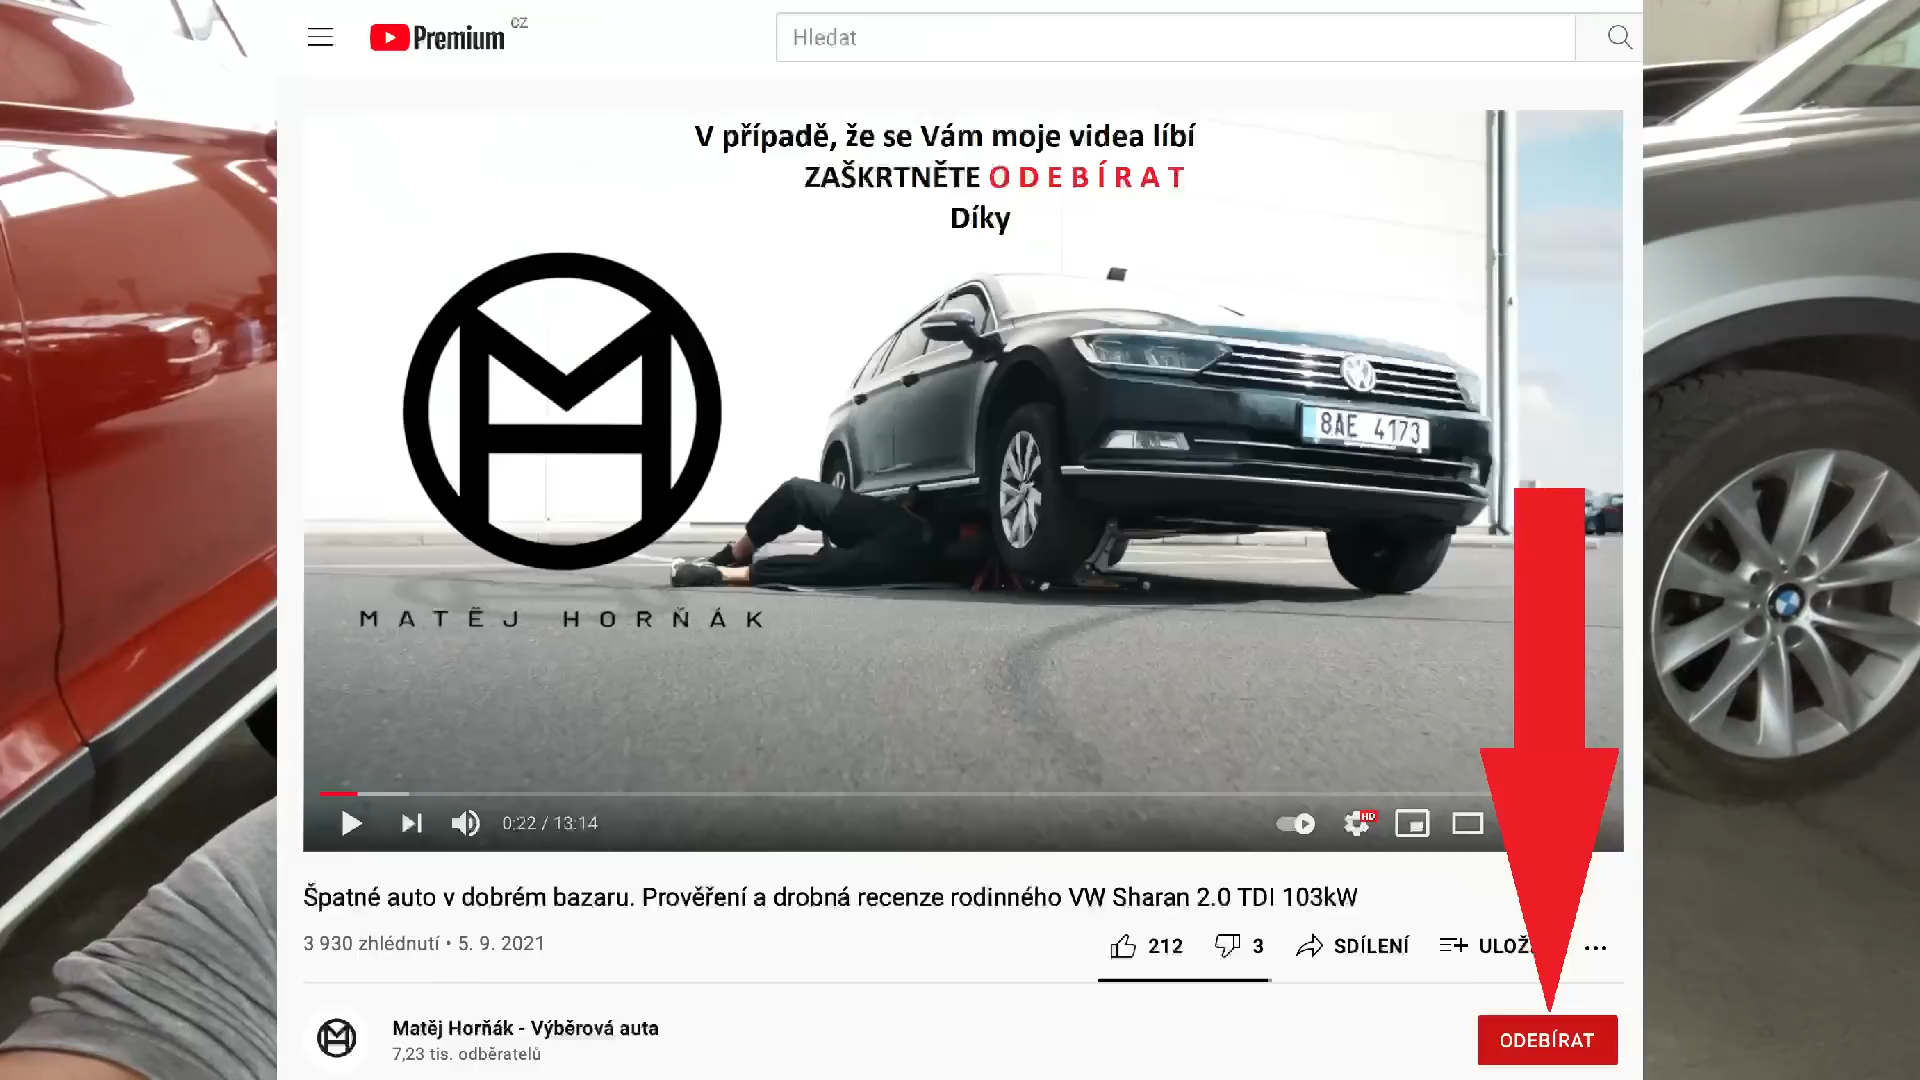 Premium CZ
Hledat
V případě, že se Vám moje videa líbí
ZAŠKRTNĚTE ODEBÍRAT
Díky
8AE 4173
MATĚJ HORŇÁK
0:22 / 13:14
HD
Špatné auto v dobrém bazaru. Prověření a drobná recenze rodinného VW Sharan 2.0 TDI 103kW
3 930 zhlédnutí • 5. 9. 2021
212 3 SDÍLENÍ ULOŽ
Matěj Horňák - Výběrová auta
7,23 tis. odběratelů
ODEBÍRAT